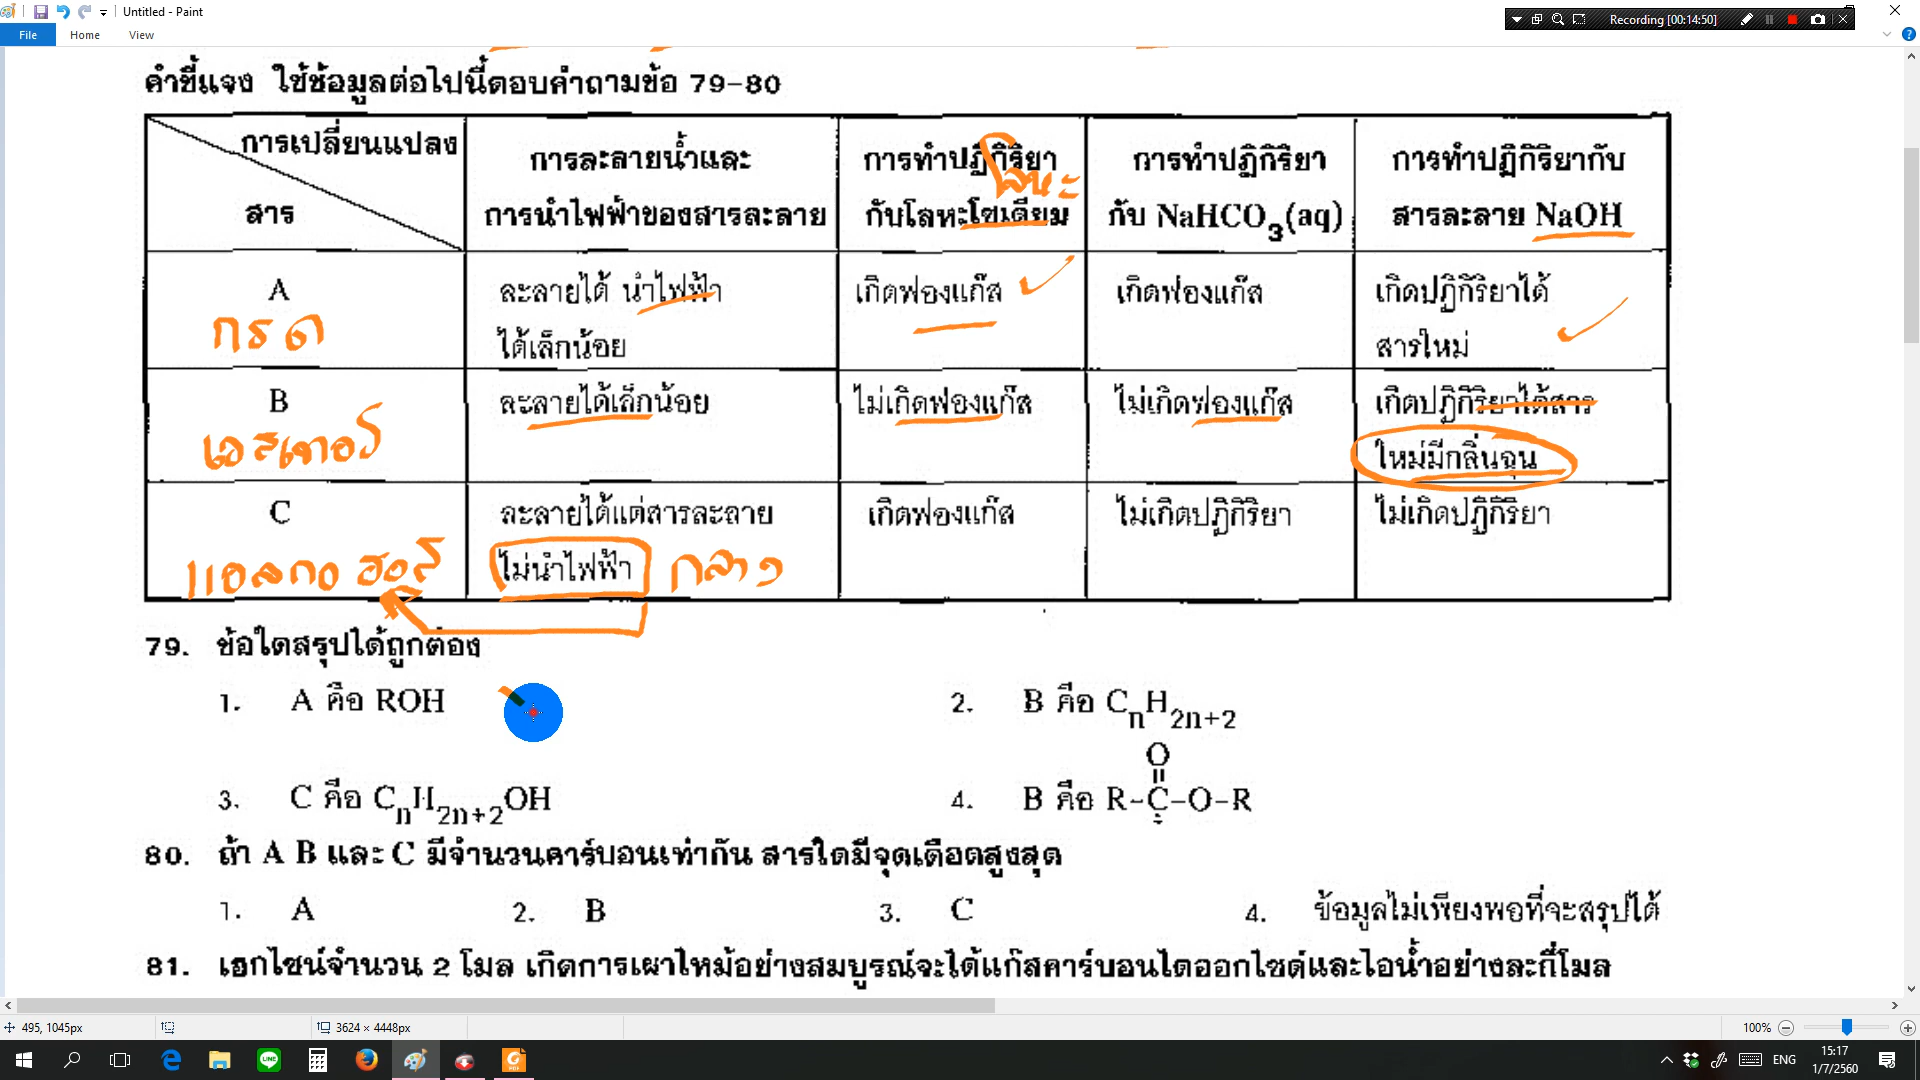 Untitled - Paint
Recording [00:14:50]
File Home View
คำชี้แจง ใช้ข้อมูลต่อไปนี้ตอบคำถามข้อ 79-80
การเปลี่ยนแปลง
สาร
การละลายน้ำและ
การนำไฟฟ้าของสารละลาย
การทำปฏิกิริยา
กับโลหะโซเดียม
โลหะ
การทำปฏิกิริยา
กับ NaHCO3(aq)
การทำปฏิกิริยากับ
สารละลาย NaOH
A
กรด
ละลายได้ นำไฟฟ้า
ได้เล็กน้อย
เกิดฟองแก๊ส
เกิดฟองแก๊ส
เกิดปฏิกิริยาได้
สารใหม่
B
เอสเทอร์
ละลายได้เล็กน้อย
ไม่เกิดฟองแก๊ส
ไม่เกิดฟองแก๊ส
เกิดปฏิกิริยาได้สาร
ใหม่มีกลิ่นฉุน
C
แอลกอฮอล์
ละลายได้แต่สารละลาย
ไม่นำไฟฟ้า กลาง
เกิดฟองแก๊ส
ไม่เกิดปฏิกิริยา
ไม่เกิดปฏิกิริยา
79. ข้อใดสรุปได้ถูกต้อง
1. A คือ ROH
2. B คือ CnH2n+2
3. C คือ CnH2n+2OH
O
4. B คือ R-C-O-R
80. ถ้า A B และ C มีจำนวนคาร์บอนเท่ากัน สารใดมีจุดเดือดสูงสุด
1. A 2. B 3. C 4. ข้อมูลไม่เพียงพอที่จะสรุปได้
81. เฮกไซน์จำนวน 2 โมล เกิดการเผาไหม้อย่างสมบูรณ์จะได้แก๊สคาร์บอนไดออกไซด์และไอน้ำอย่างละกี่โมล
495, 1045px 3624 × 4448px 100%
LINE
PDF
ENG
15:17
1/7/2560